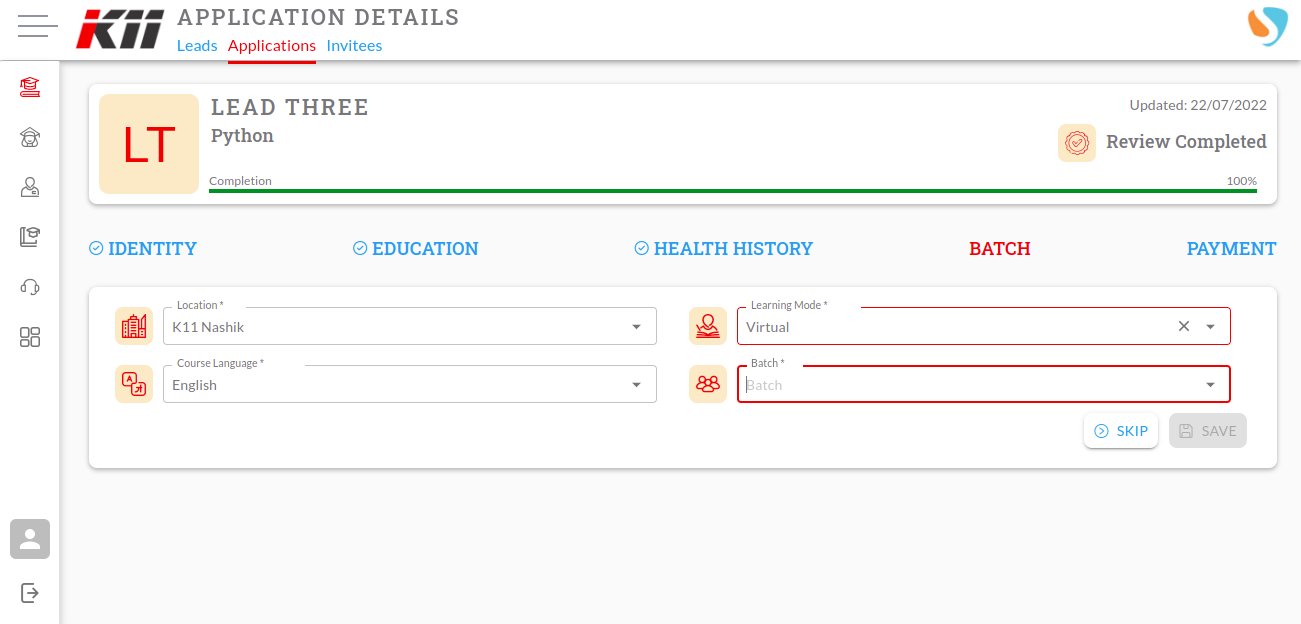 K11
APPLICATION DETAILS
Leads Applications Invitees
LT
LEAD THREE
Python
Updated: 22/07/2022
Review Completed
Completion 100%
IDENTITY EDUCATION HEALTH HISTORY BATCH PAYMENT
Location * Learning Mode *
K11 Nashik Virtual
Course Language * Batch *
English Batch
SKIP SAVE